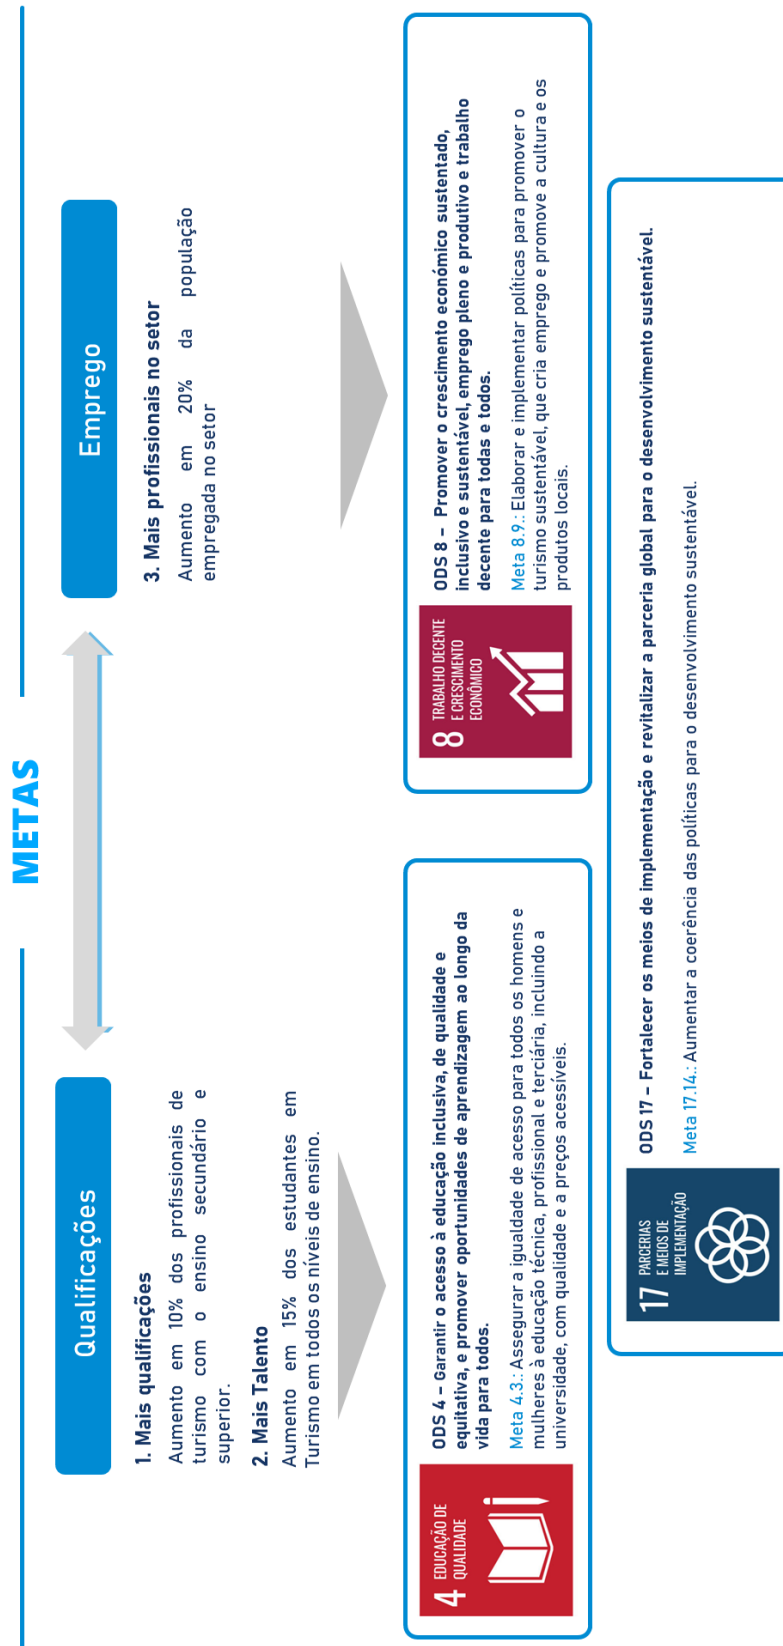 METAS
Qualificações
1. Mais qualificações
Aumento em 10% dos profissionais de
turismo com o ensino secundário e
superior.
2. Mais Talento
Aumento em 15% dos estudantes em
Turismo em todos os níveis de ensino.
Emprego
3. Mais profissionais no setor
Aumento em 20% da população
empregada no setor
4 EDUCAÇÃO DE
QUALIDADE
ODS 4 – Garantir o acesso à educação inclusiva, de qualidade e
equitativa, e promover oportunidades de aprendizagem ao longo da
vida para todos.
Meta 4.3.: Assegurar a igualdade de acesso para todos os homens e
mulheres à educação técnica, profissional e terciária, incluindo a
universidade, com qualidade e a preços acessíveis.
8 TRABALHO DECENTE
E CRESCIMENTO
ECONÔMICO
ODS 8 – Promover o crescimento económico sustentado,
inclusivo e sustentável, emprego pleno e produtivo e trabalho
decente para todas e todos.
Meta 8.9.: Elaborar e implementar políticas para promover o
turismo sustentável, que cria emprego e promove a cultura e os
produtos locais.
17 PARCERIAS
E MEIOS DE
IMPLEMENTAÇÃO
ODS 17 – Fortalecer os meios de implementação e revitalizar a parceria global para o desenvolvimento sustentável.
Meta 17.14.: Aumentar a coerência das políticas para o desenvolvimento sustentável.